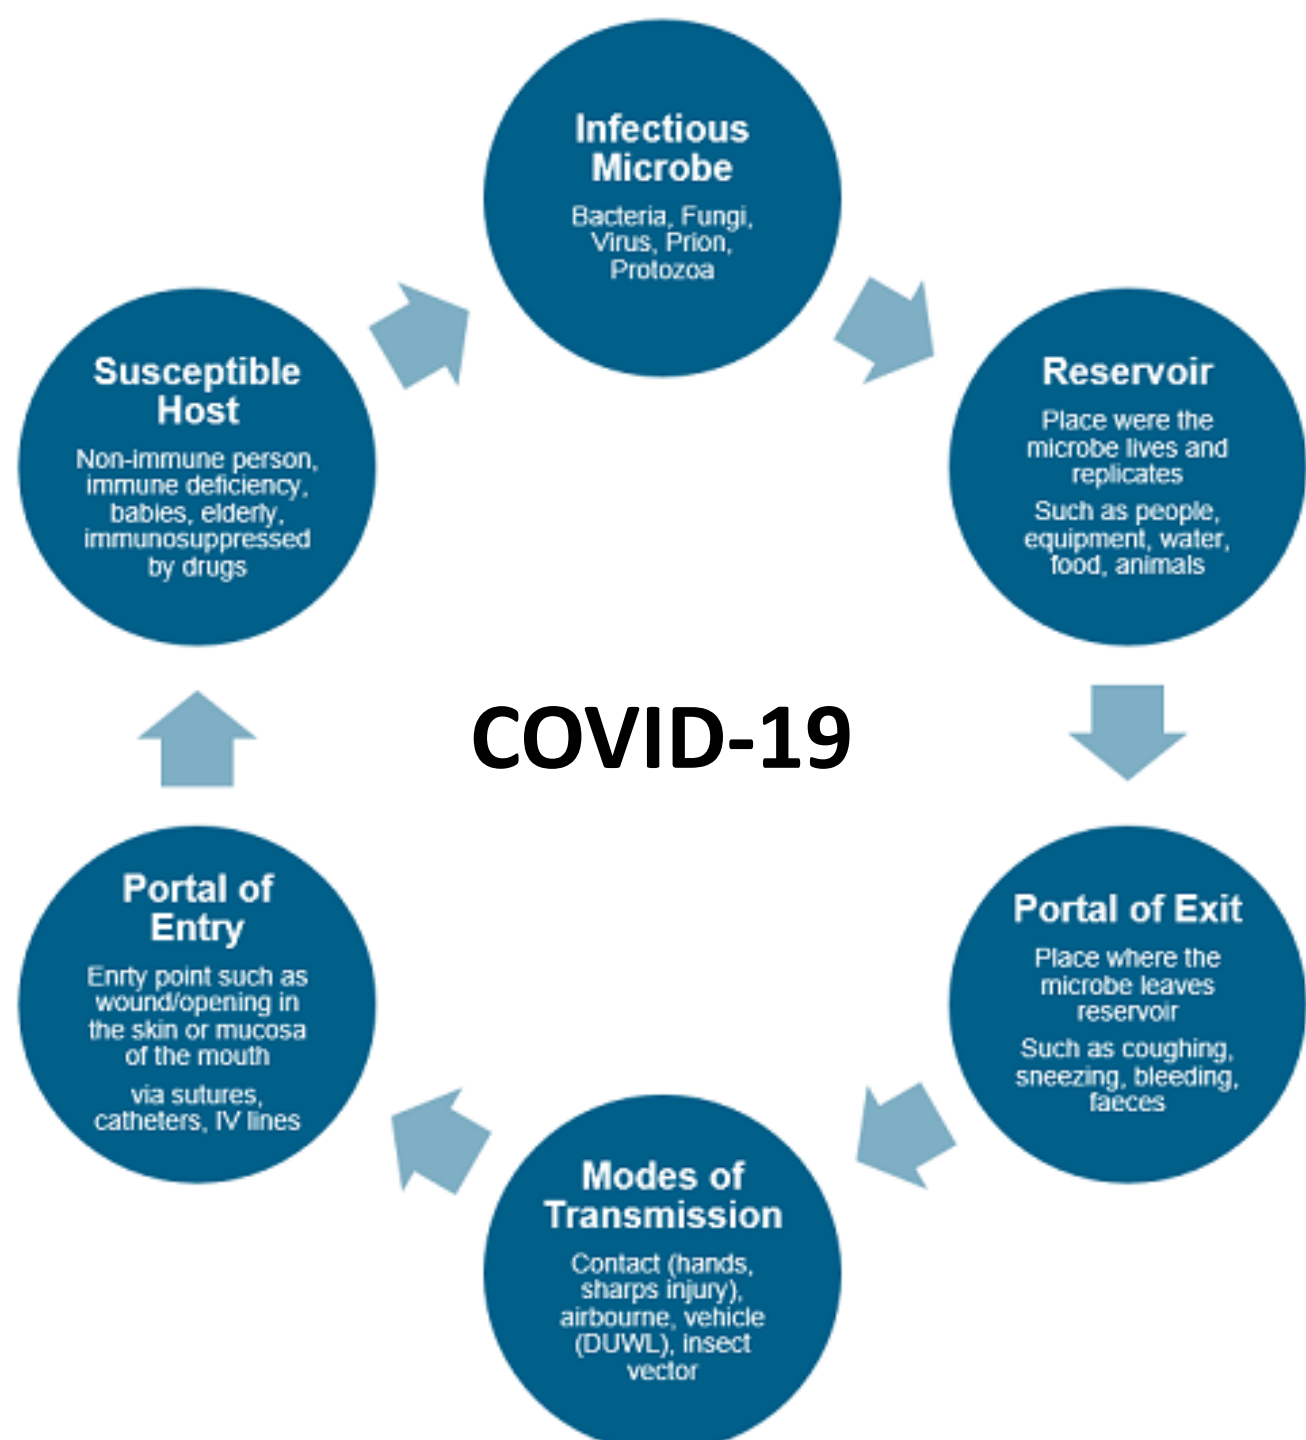 Infectious
Microbe
Bacteria, Fungi,
Virus, Prion,
Protozoa
Reservoir
Place were the
microbe lives and
replicates
Such as people,
equipment, water,
food, animals
Portal of Exit
Place where the
microbe leaves
reservoir
Such as coughing,
sneezing, bleeding,
faeces
Modes of
Transmission
Contact (hands,
sharps injury),
airbourne, vehicle
(DUWL), insect
vector
Portal of
Entry
Enrty point such as
wound/opening in
the skin or mucosa
of the mouth
via sutures,
catheters, IV lines
Susceptible
Host
Non-immune person,
immune deficiency,
babies, elderly,
immunosuppressed
by drugs
COVID-19